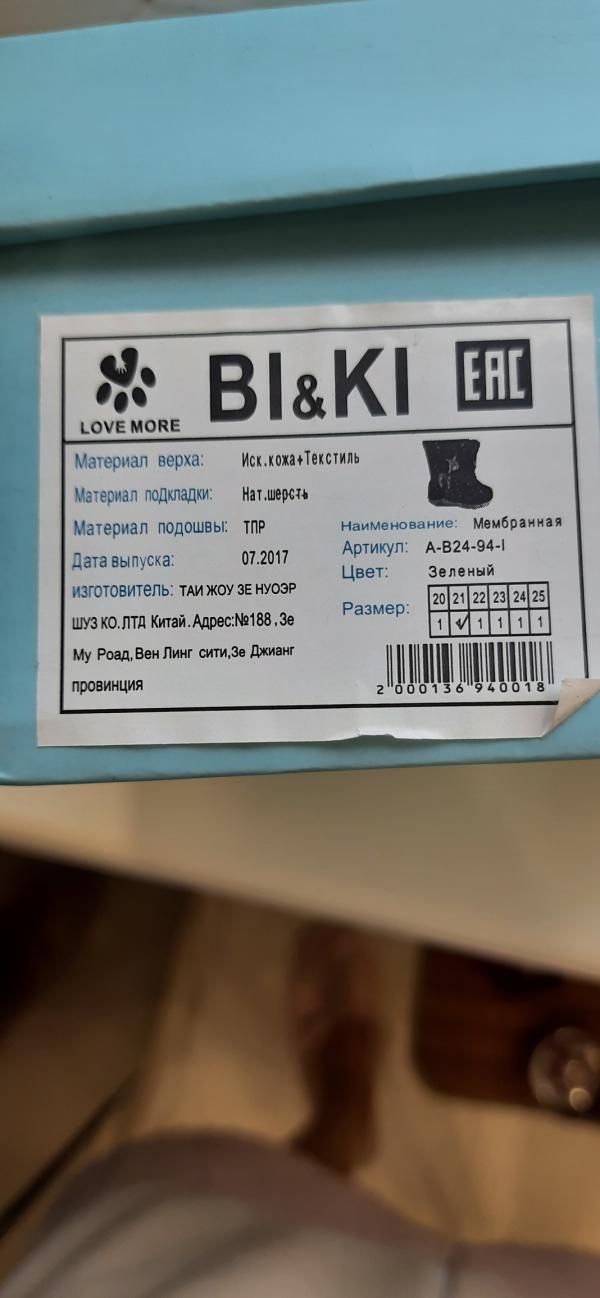 LOVE MORE
BI&KI
EAC
Материал верха: Иск.кожа+Текстиль
Материал подкладки: Нат.шерсть
Материал подошвы: ТПР
Дата выпуска: 07.2017
изготовитель: ТАИ ЖОУ ЗЕ НУОЭР
ШУЗ КО.ЛТД Китай.Адрес:№188,Зе
Му Роад,Вен Линг сити,Зе Джианг
провинция
Наименование: Мембранная
Артикул: A-B24-94-I
Цвет: Зеленый
Размер: 20 21 22 23 24 25
1 ✓ 1 1 1 1
2 000136 940018